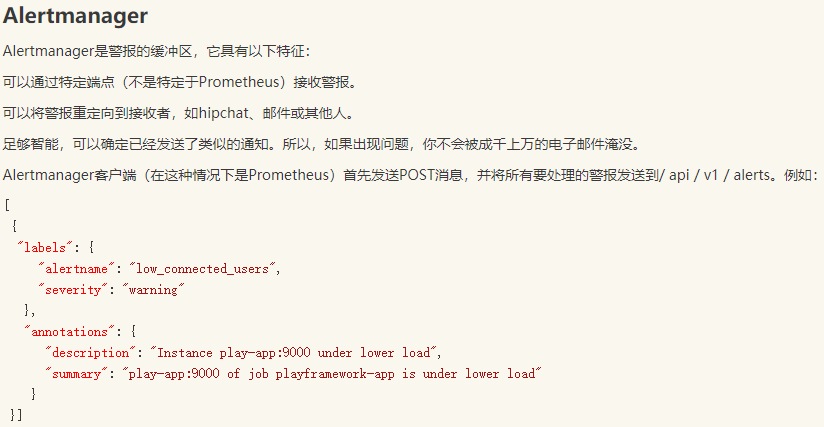 Alertmanager
Alertmanager是警报的缓冲区，它具有以下特征：
可以通过特定端点（不是特定于Prometheus）接收警报。
可以将警报重定向到接收者，如hipchat、邮件或其他人。
足够智能，可以确定已经发送了类似的通知。所以，如果出现问题，你不会被成千上万的电子邮件淹没。
Alertmanager客户端（在这种情况下是Prometheus）首先发送POST消息，并将所有要处理的警报发送到/ api / v1 / alerts。例如：
[
 {
  "labels": {
     "alertname": "low_connected_users",
     "severity": "warning"
   },
   "annotations": {
      "description": "Instance play-app:9000 under lower load",
      "summary": "play-app:9000 of job playframework-app is under lower load"
    }
 }]